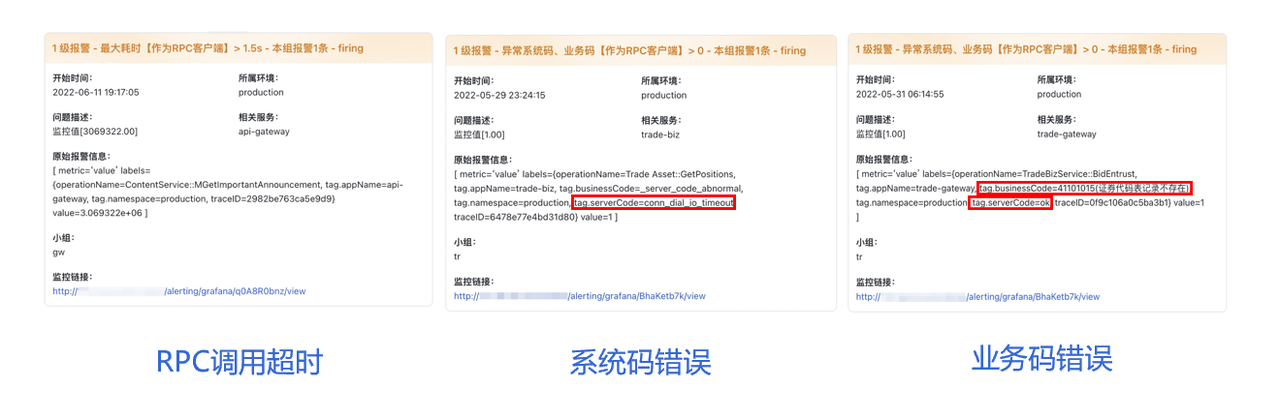 1 级报警 - 最大耗时【作为RPC客户端】> 1.5s - 本组报警1条 - firing
开始时间：
所属环境：
2022-06-11 19:17:05
production
问题描述：
相关服务：
监控值[3069322.00]
api-gateway
原始报警信息：
[ metric='value' labels=
{operationName=ContentService::MGetImportantAnnouncement, tag.appName=api-
gateway, tag.namespace=production, traceID=2982be763ca5e9d9}
value=3.069322e+06 ]
小组：
gw
监控链接：
http://
/alerting/grafana/q0A8R0bnz/view
RPC调用超时
1 级报警 - 异常系统码、业务码【作为RPC客户端】> 0 - 本组报警1条 - firing
开始时间：
所属环境：
2022-05-29 23:24:15
production
问题描述：
相关服务：
监控值[1.00]
trade-biz
原始报警信息：
[ metric='value' labels={operationName=Trade Asset::GetPositions,
tag.appName=trade-biz, tag.businessCode=_server_code_abnormal,
tag.namespace=production, tag.serverCode=conn_dial_io_timeout
traceID=6478e77e4bd31d80} value=1 ]
小组：
tr
监控链接：
http://
/alerting/grafana/BhaKetb7k/view
系统码错误
1 级报警 - 异常系统码、业务码【作为RPC客户端】> 0 - 本组报警1条 - firing
开始时间：
所属环境：
2022-05-31 06:14:55
production
问题描述：
相关服务：
监控值[1.00]
trade-gateway
原始报警信息：
[ metric='value' labels={operationName=TradeBizService::BidEntrust,
tag.appName=trade-gateway, tag.businessCode=41101015(证券代码表记录不存在)
tag.namespace=production, tag.serverCode=ok, traceID=0f9c106a0c5ba3b1} value=1
]
小组：
tr
监控链接：
http://
/alerting/grafana/BhaKetb7k/view
业务码错误